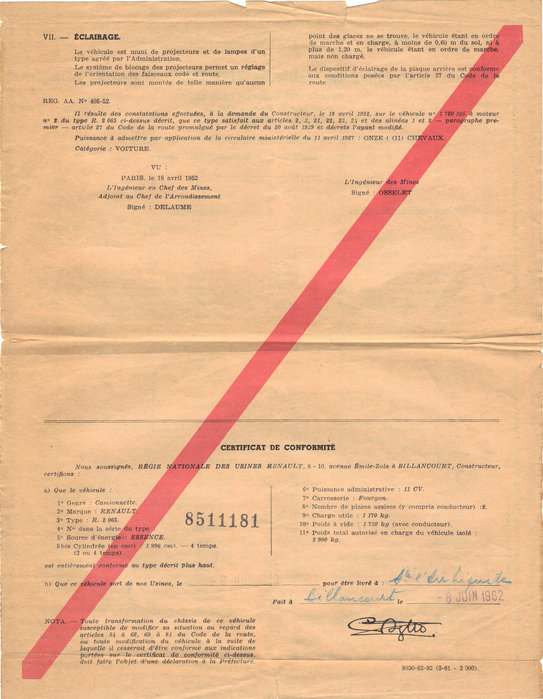 VII. — ÉCLAIRAGE.
Le véhicule est muni de projecteurs et de lampes d'un
type agréé par l'Administration.
Le système de blocage des projecteurs permet un réglage
de l'orientation des faisceaux code et route.
Les projecteurs sont montés de telle manière qu'aucun
point des glaces ne se trouve, le véhicule étant en ordre
de marche et en charge, à moins de 0,60 m du sol, ni à
plus de 1,20 m, le véhicule étant en ordre de marche,
mais en charge.
Le dispositif d'éclairage de la plaque arrière est conforme
aux conditions posées par l'article 27 du Code de la
route
REG. AA. N° 405-52.
Il résulte des constatations effectuées, à la demande du Constructeur, le 18 avril 1952, sur le véhicule n° à moteur
n° 2 du type R. 2 065 ci-dessus décrit, que ce type satisfait aux articles 2, 3, 21, 22, 23, 24 et des alinéas 1 et 2 — paragraphe pre-
mier — article 27 du Code de la route promulgué par le décret du 20 août 1939 et décrets l'ayant modifié.
Puissance à admettre par application de la circulaire ministérielle du 11 avril 1927 : ONZE ( (11) CHEVAUX.
Catégorie : VOITURE.
VU :
PARIS, le 18 avril 1952
L'Ingénieur en Chef des Mines,
Adjoint au Chef de l'Arrondissement
Signé : DELAUME
L'Ingénieur des Mines
Signé : OSSELET
CERTIFICAT DE CONFORMITÉ
Nous soussignés, RÉGIE NATIONALE DES USINES RENAULT, 8 - 10, avenue Émile-Zola à BILLANCOURT, Constructeur,
certifions :
a) Que le véhicule :
1° Genre : Camionnette.
2° Marque : RENAULT.
3° Type : R. 2 065.
4° N° dans la série du type :
8511181
5° Source d'énergie : ESSENCE.
5 bis Cylindrée (en cm3) : 1 996 cm3. — 4 temps.
(2 ou 4 temps).
est entièrement conforme au type décrit plus haut.
6° Puissance administrative : 11 CV.
7° Carrosserie : Fourgon.
8° Nombre de places assises (y compris conducteur) :2.
9° Charge utile : 1 170 kg.
10° Poids à vide : 1 730 kg (avec conducteur).
11° Poids total autorisé en charge du véhicule isolé :
2 900 kg.
b) Que ce véhicule sort de nos Usines, le
pour être livré à : Sté l'Air Liquide
Fait à Billancourt le -8 JUIN 1962
NOTA. — Toute transformation du châssis de ce véhicule
susceptible de modifier sa situation au regard des
articles 54 à 62, 69 à 81 du Code de la route,
ou toute modification du véhicule à la suite de
laquelle il cesserait d'être conforme aux indications
portées sur le certificat de conformité ci-dessus,
doit faire l'objet d'une déclaration à la Préfecture.